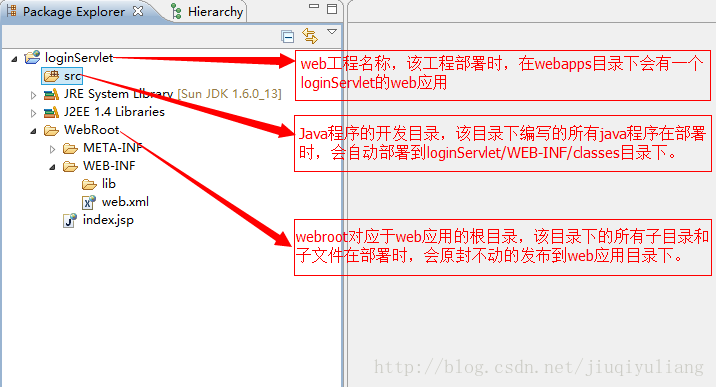 Package Explorer
Hierarchy
loginServlet
src
JRE System Library [Sun JDK 1.6.0_13]
J2EE 1.4 Libraries
WebRoot
META-INF
WEB-INF
lib
web.xml
index.jsp
web工程名称，该工程部署时，在webapps目录下会有一个
loginServlet的web应用
Java程序的开发目录，该目录下编写的所有java程序在部署
时，会自动部署到loginServlet/WEB-INF/classes目录下。
webroot对应于web应用的根目录，该目录下的所有子目录和
子文件在部署时，会原封不动的发布到web应用目录下。
http://blog.csdn.net/jiuqiyuliang